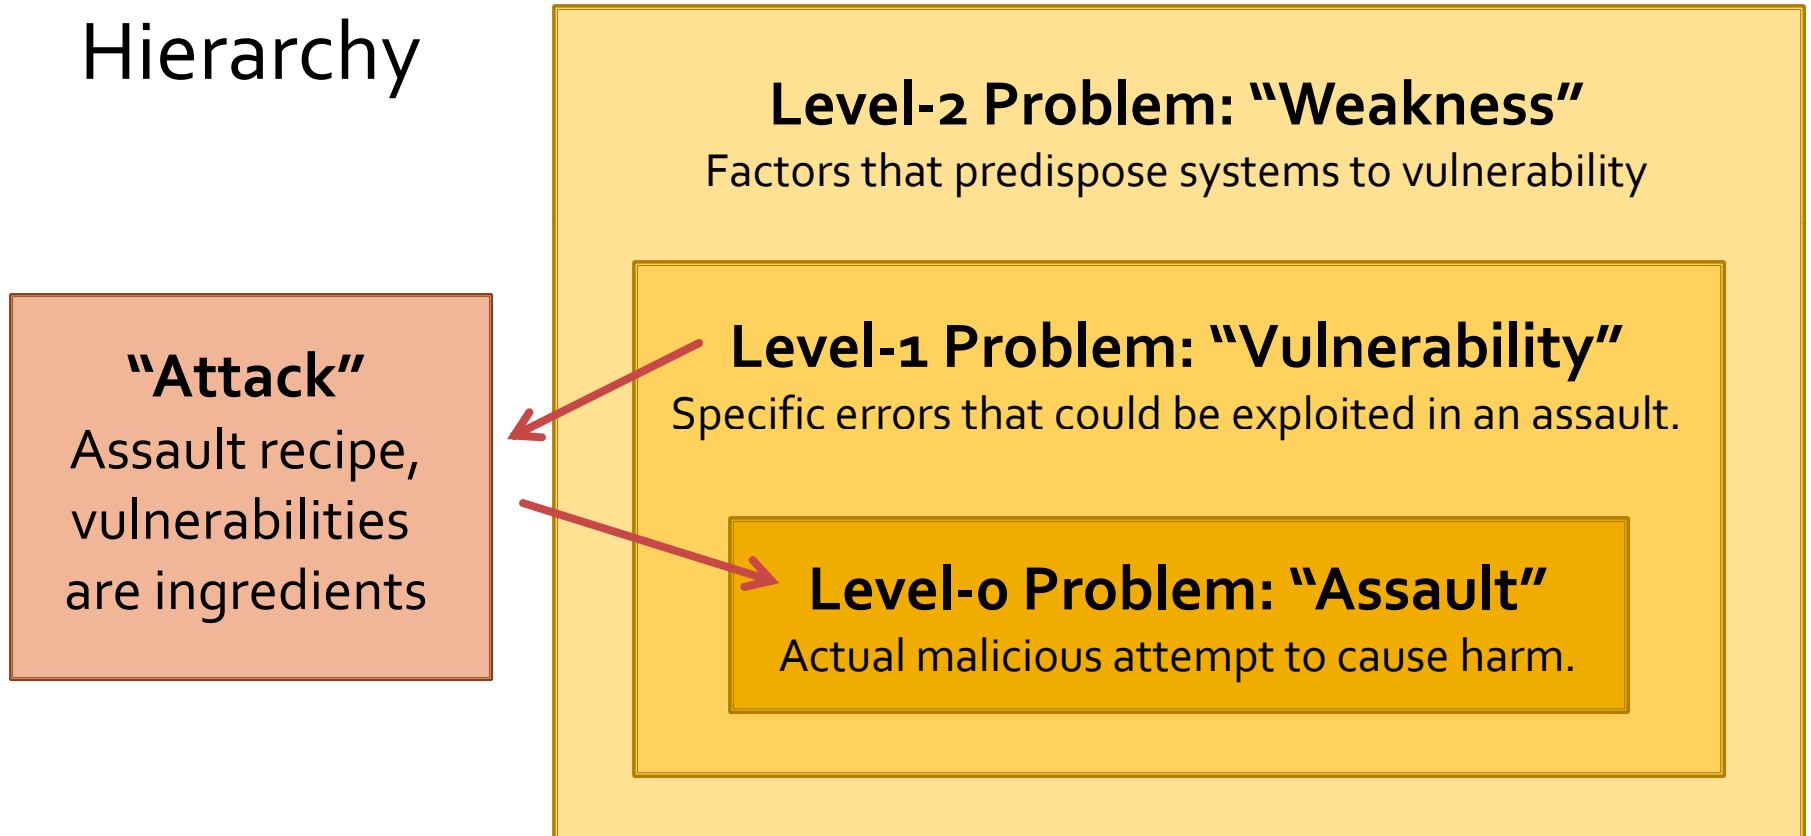 Hierarchy
Level-2 Problem: “Weakness”
Factors that predispose systems to vulnerability
“Attack”
Assault recipe,
vulnerabilities
are ingredients
Level-1 Problem: “Vulnerability”
Specific errors that could be exploited in an assault.
Level-0 Problem: “Assault”
Actual malicious attempt to cause harm.